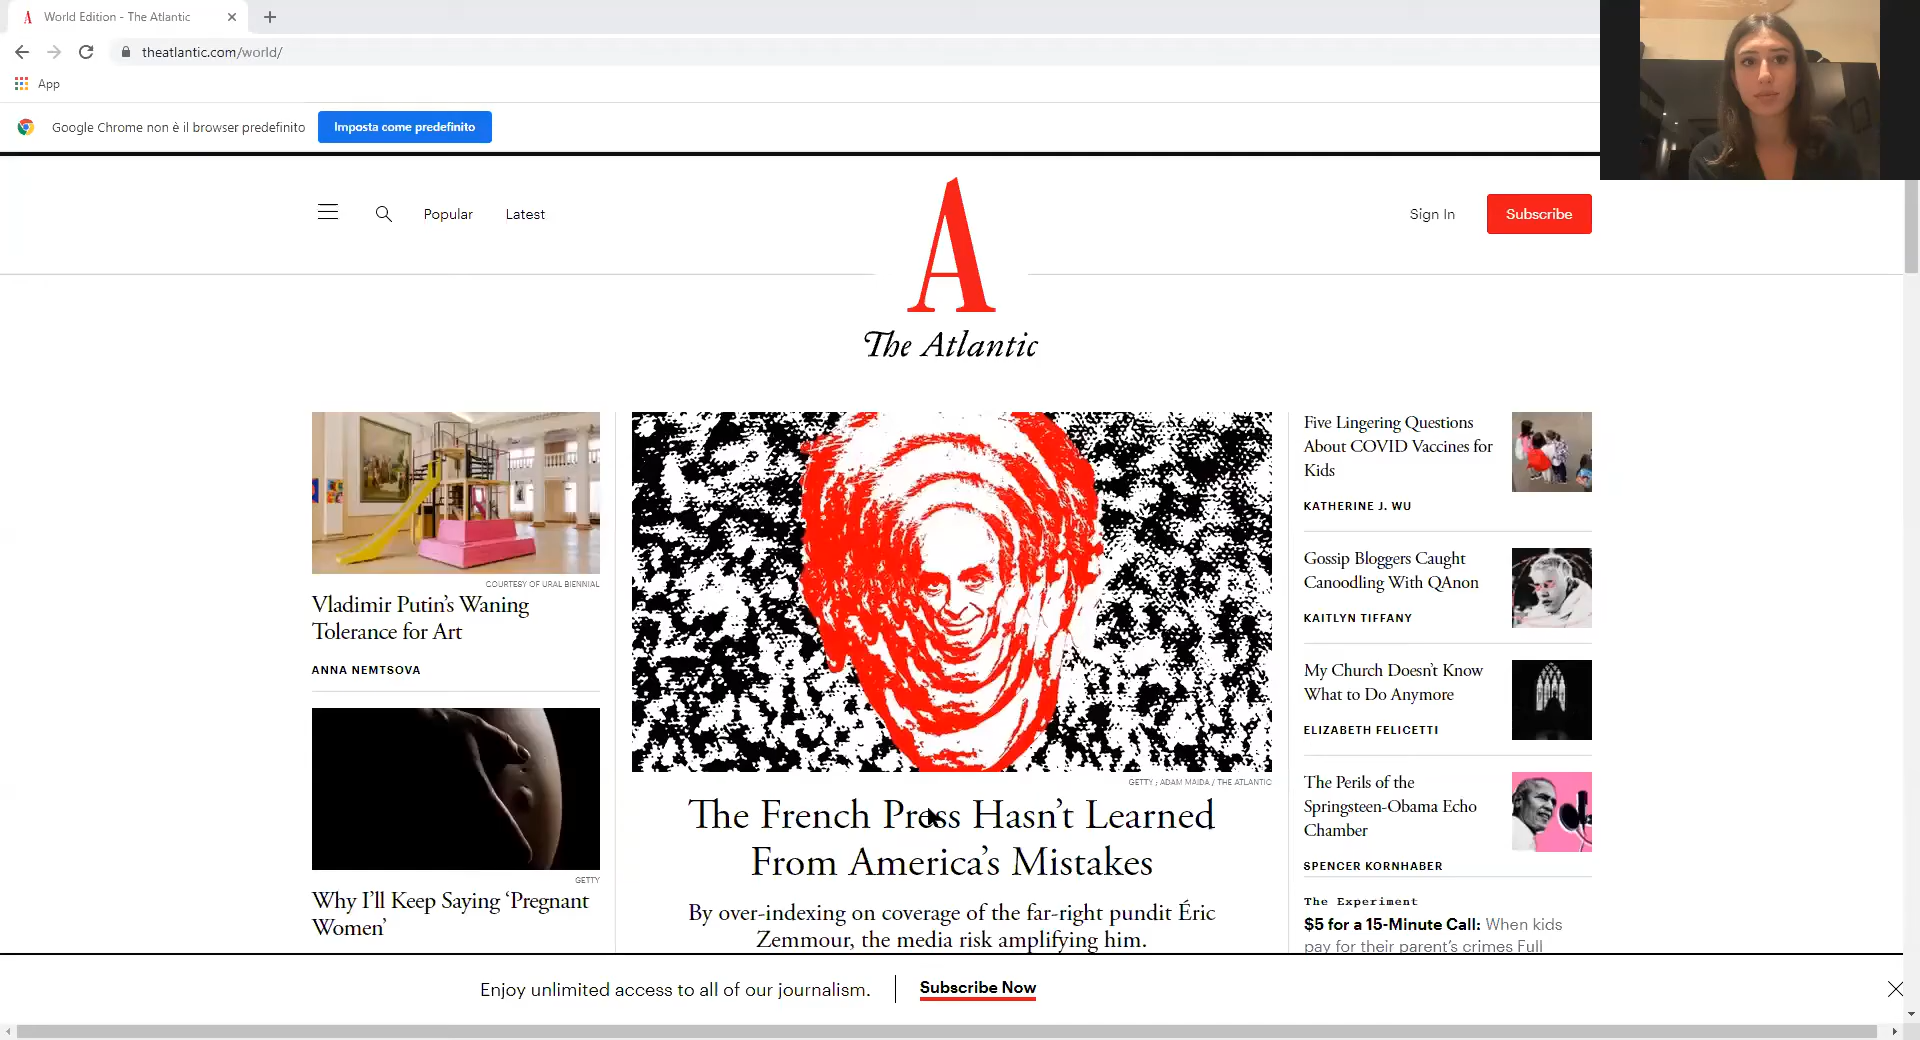 World Edition - The Atlantic
theatlantic.com/world/
App
Google Chrome non è il browser predefinito
Imposta come predefinito
Popular
Latest
Sign In
Subscribe
A
The Atlantic
COURTESY OF URAL BIENNIAL
Vladimir Putin's Waning
Tolerance for Art
ANNA NEMTSOVA
GETTY
Why I'll Keep Saying ‘Pregnant
Women’
GETTY ; ADAM MAIDA / THE ATLANTIC
The French Press Hasn't Learned
From America's Mistakes
By over-indexing on coverage of the far-right pundit Éric
Zemmour, the media risk amplifying him.
Five Lingering Questions
About COVID Vaccines for
Kids
KATHERINE J. WU
Gossip Bloggers Caught
Canoodling With QAnon
KAITLYN TIFFANY
My Church Doesn't Know
What to Do Anymore
ELIZABETH FELICETTI
The Perils of the
Springsteen-Obama Echo
Chamber
SPENCER KORNHABER
The Experiment
$5 for a 15-Minute Call: When kids
pay for their parent's crimes Full
Enjoy unlimited access to all of our journalism.
Subscribe Now